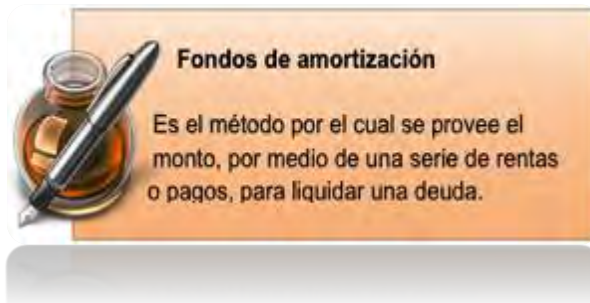 Fondos de amortización
Es el método por el cual se provee el
monto, por medio de una serie de rentas
o pagos, para liquidar una deuda.